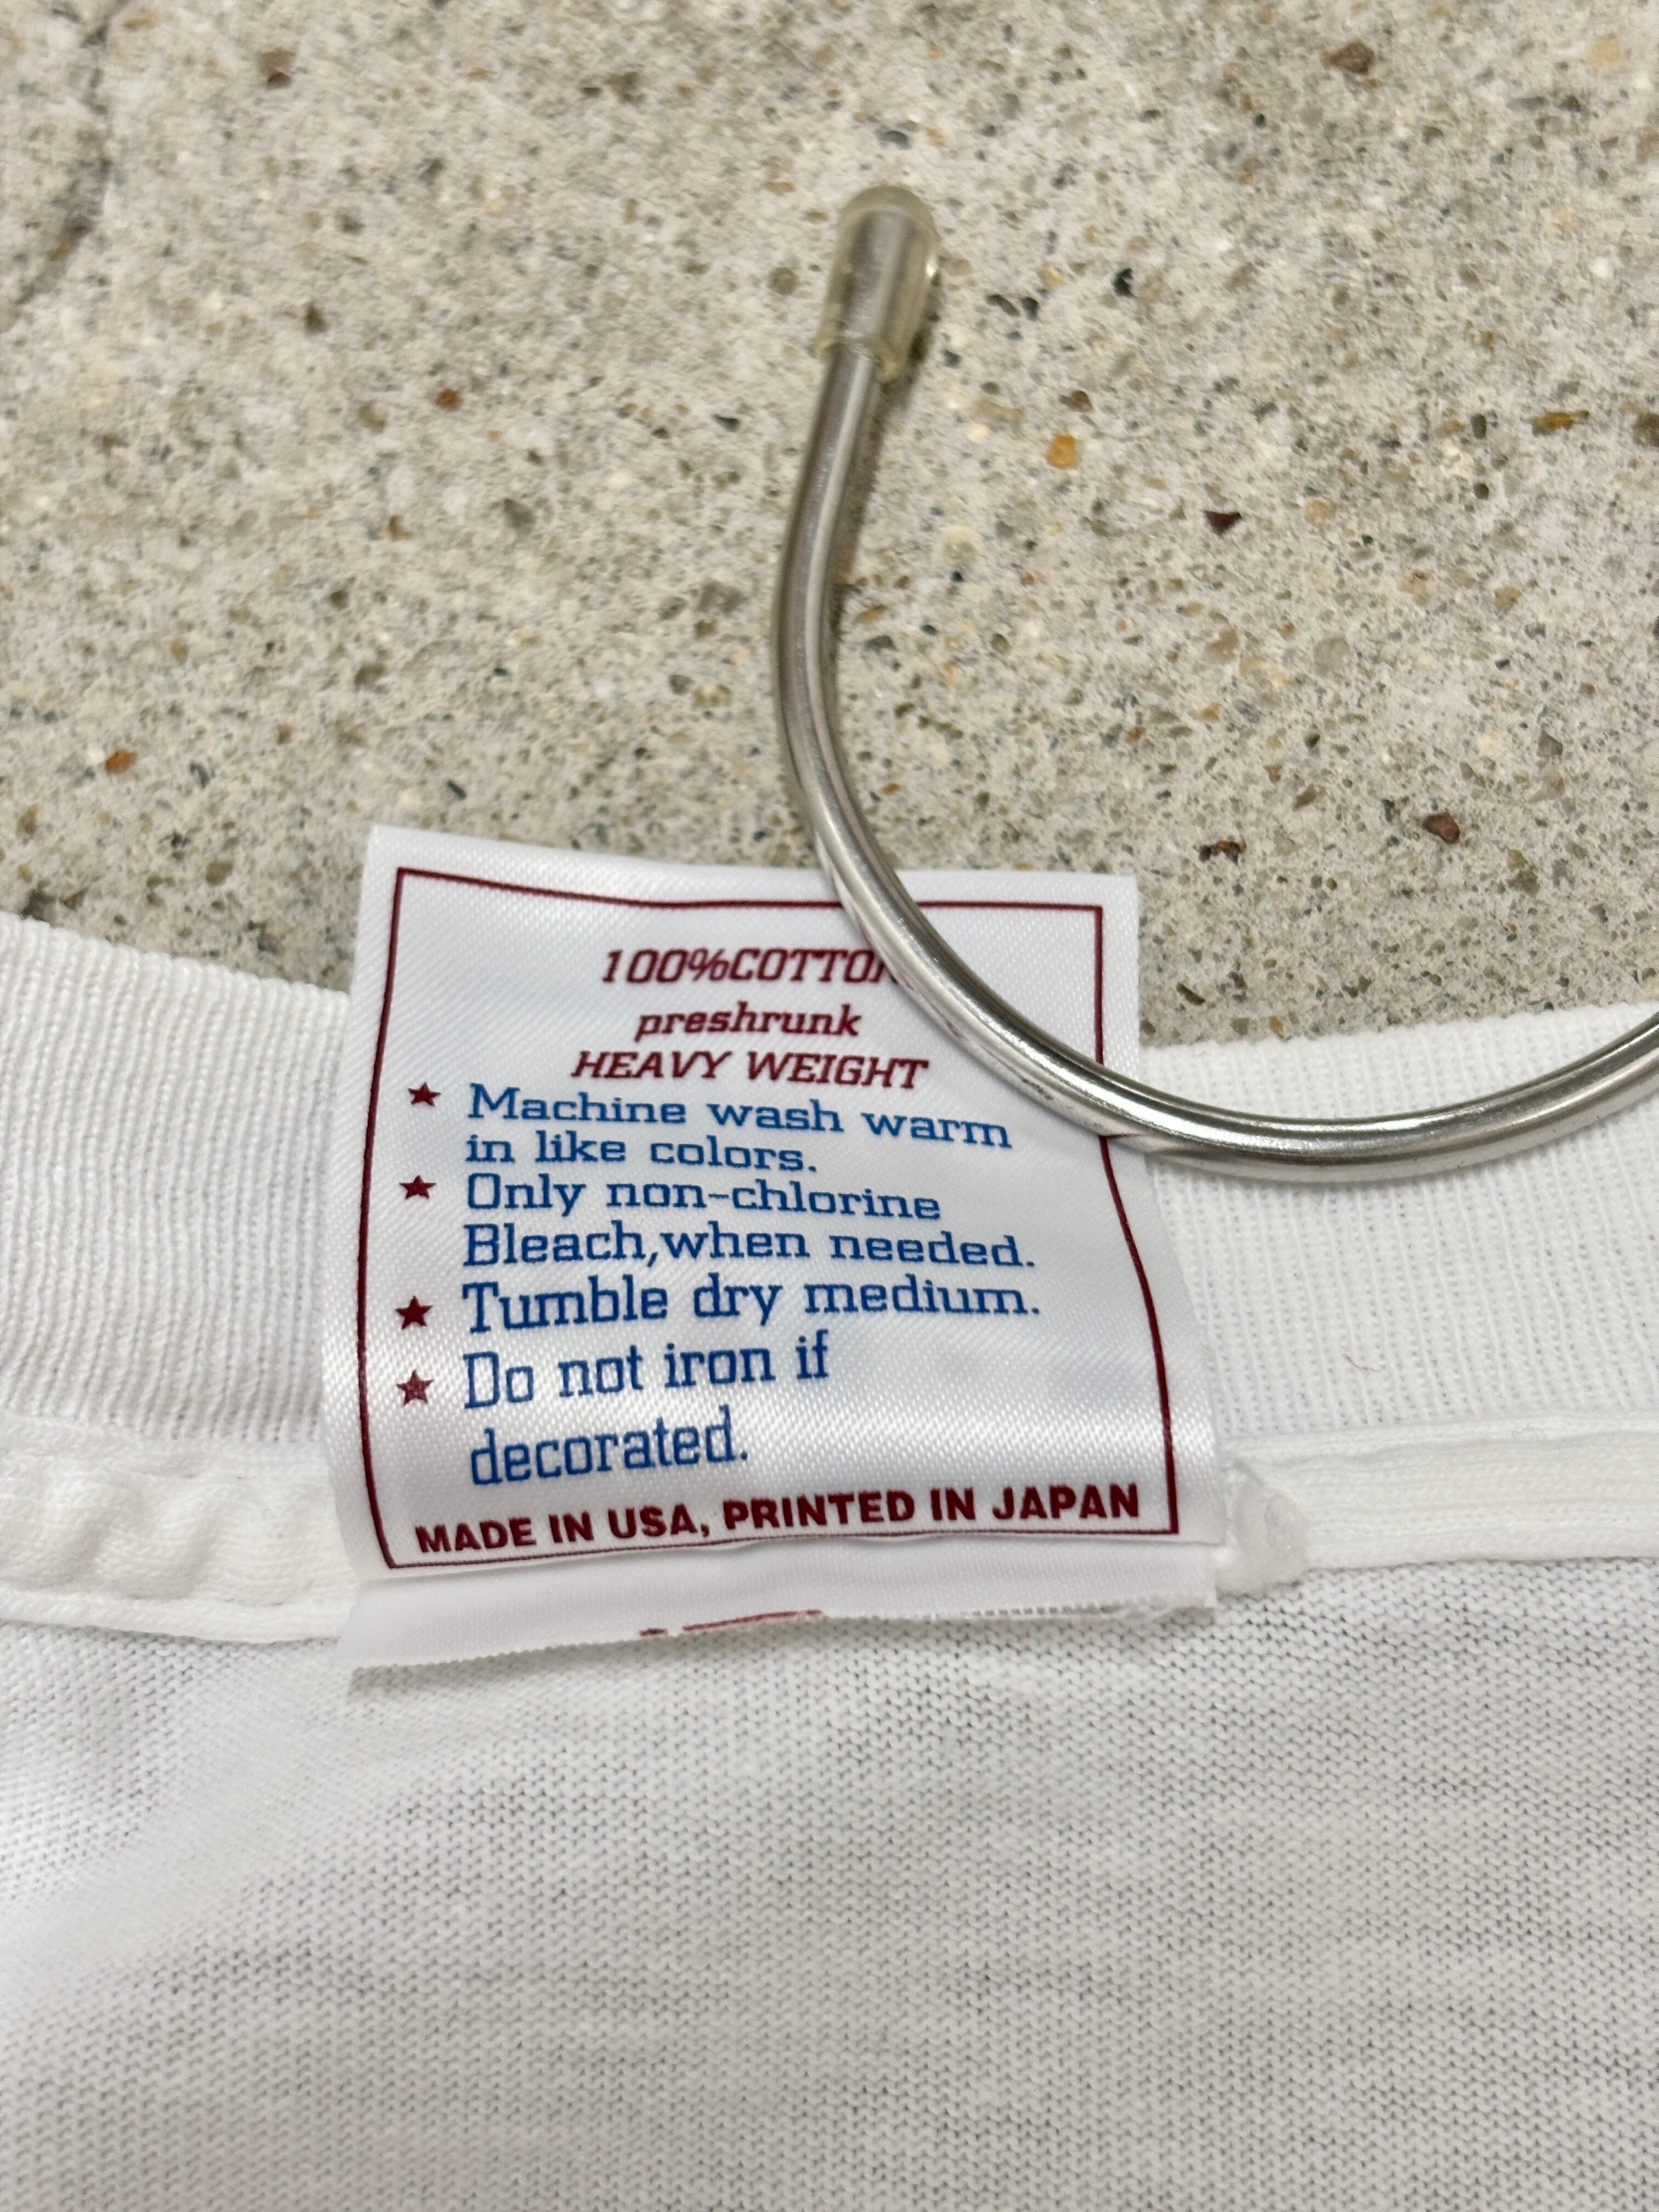 100%COTTON
preshrunk
HEAVY WEIGHT
★ Machine wash warm
in like colors.
★ Only non-chlorine
Bleach,when needed.
★ Tumble dry medium.
★ Do not iron if
decorated.
MADE IN USA, PRINTED IN JAPAN